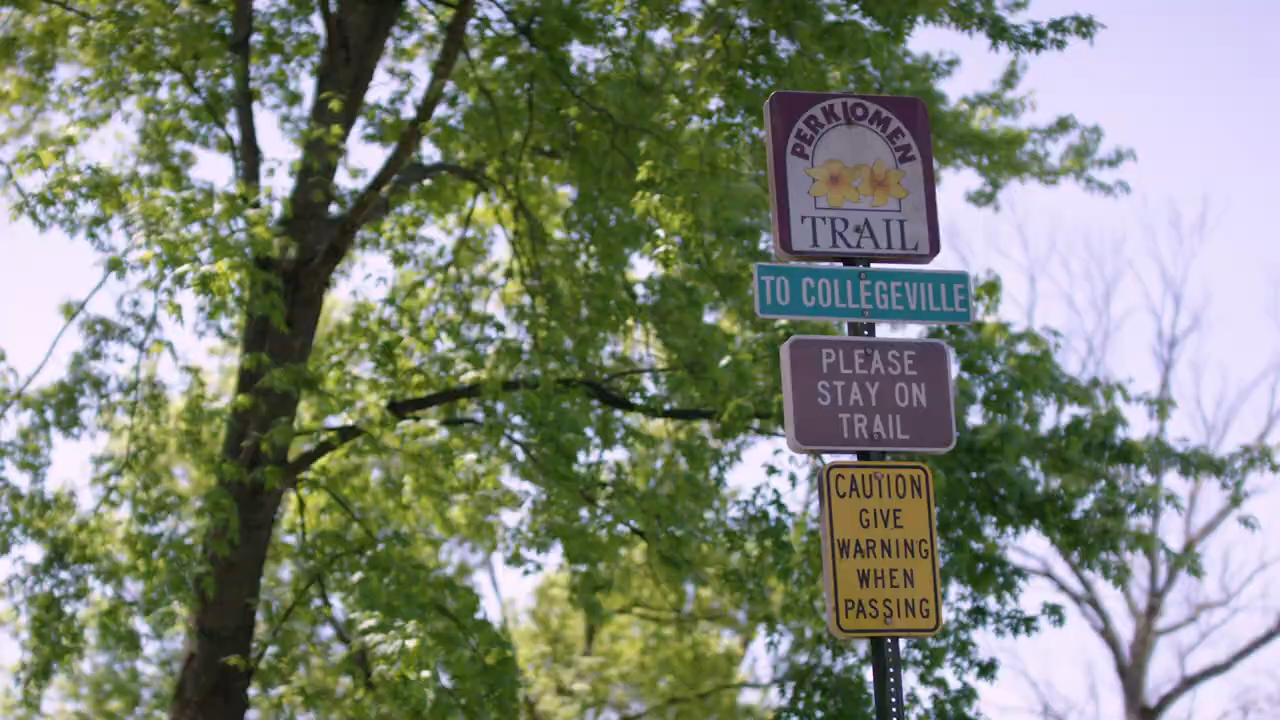 PERKIOMEN
TRAIL
TO COLLEGEVILLE
PLEASE
STAY ON
TRAIL
CAUTION
GIVE
WARNING
WHEN
PASSING